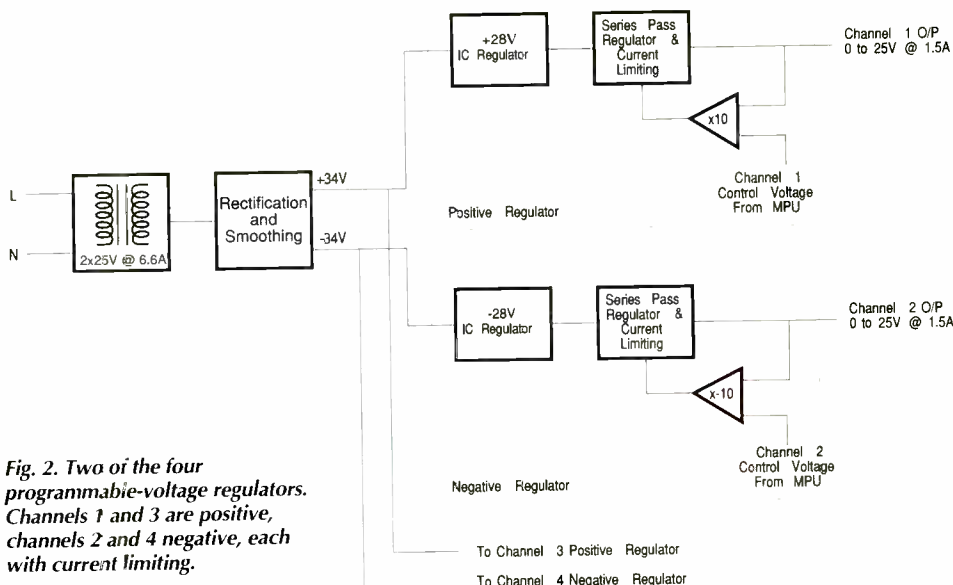 +28V
IC Regulator
Series Pass
Regulator &
Current
Limiting
Channel 1 O/P
0 to 25V @ 1.5A
x10
Channel 1
Control Voltage
From MPU
L
N
2x25V @ 6.6A
Rectification
and
Smoothing
+34V
-34V
Positive Regulator
-28V
IC Regulator
Series Pass
Regulator &
Current
Limiting
Channel 2 O/P
0 to 25V @ 1.5A
x-10
Channel 2
Control Voltage
From MPU
Negative Regulator
Fig. 2. Two of the four
programmable-voltage regulators.
Channels 1 and 3 are positive,
channels 2 and 4 negative, each
with current limiting.
To Channel 3 Positive Regulator
To Channel 4 Negative Regulator